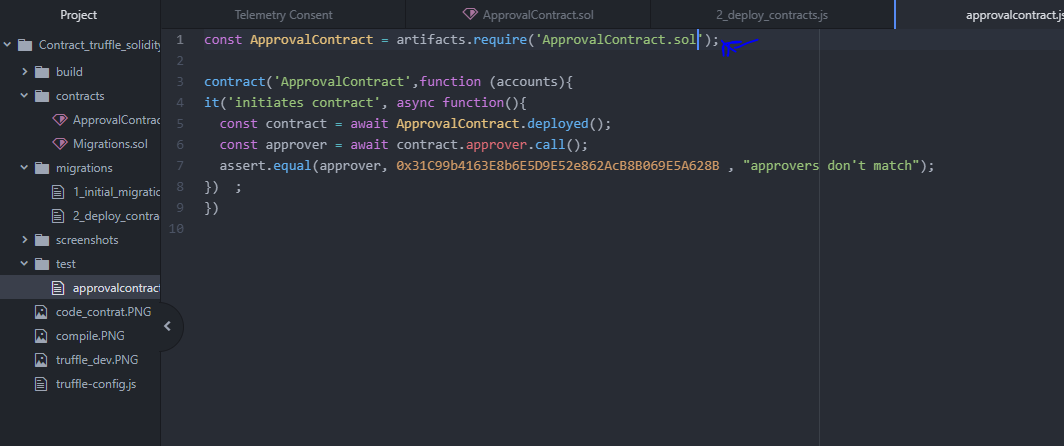 Project
Telemetry Consent
ApprovalContract.sol
2_deploy_contracts.js
approvalcontract.js
Contract_truffle_solidity
build
contracts
ApprovalContrac
Migrations.sol
migrations
1_initial_migratio
2_deploy_contra
screenshots
test
approvalcontract
code_contrat.PNG
compile.PNG
truffle_dev.PNG
truffle-config.js
1 const ApprovalContract = artifacts.require('ApprovalContract.sol');
2
3 contract('ApprovalContract',function (accounts){
4 it('initiates contract', async function(){
5 const contract = await ApprovalContract.deployed();
6 const approver = await contract.approver.call();
7 assert.equal(approver, 0x31C99b4163E8b6E5D9E52e862AcB8B069E5A628B , "approvers don't match");
8 }) ;
9 })
10